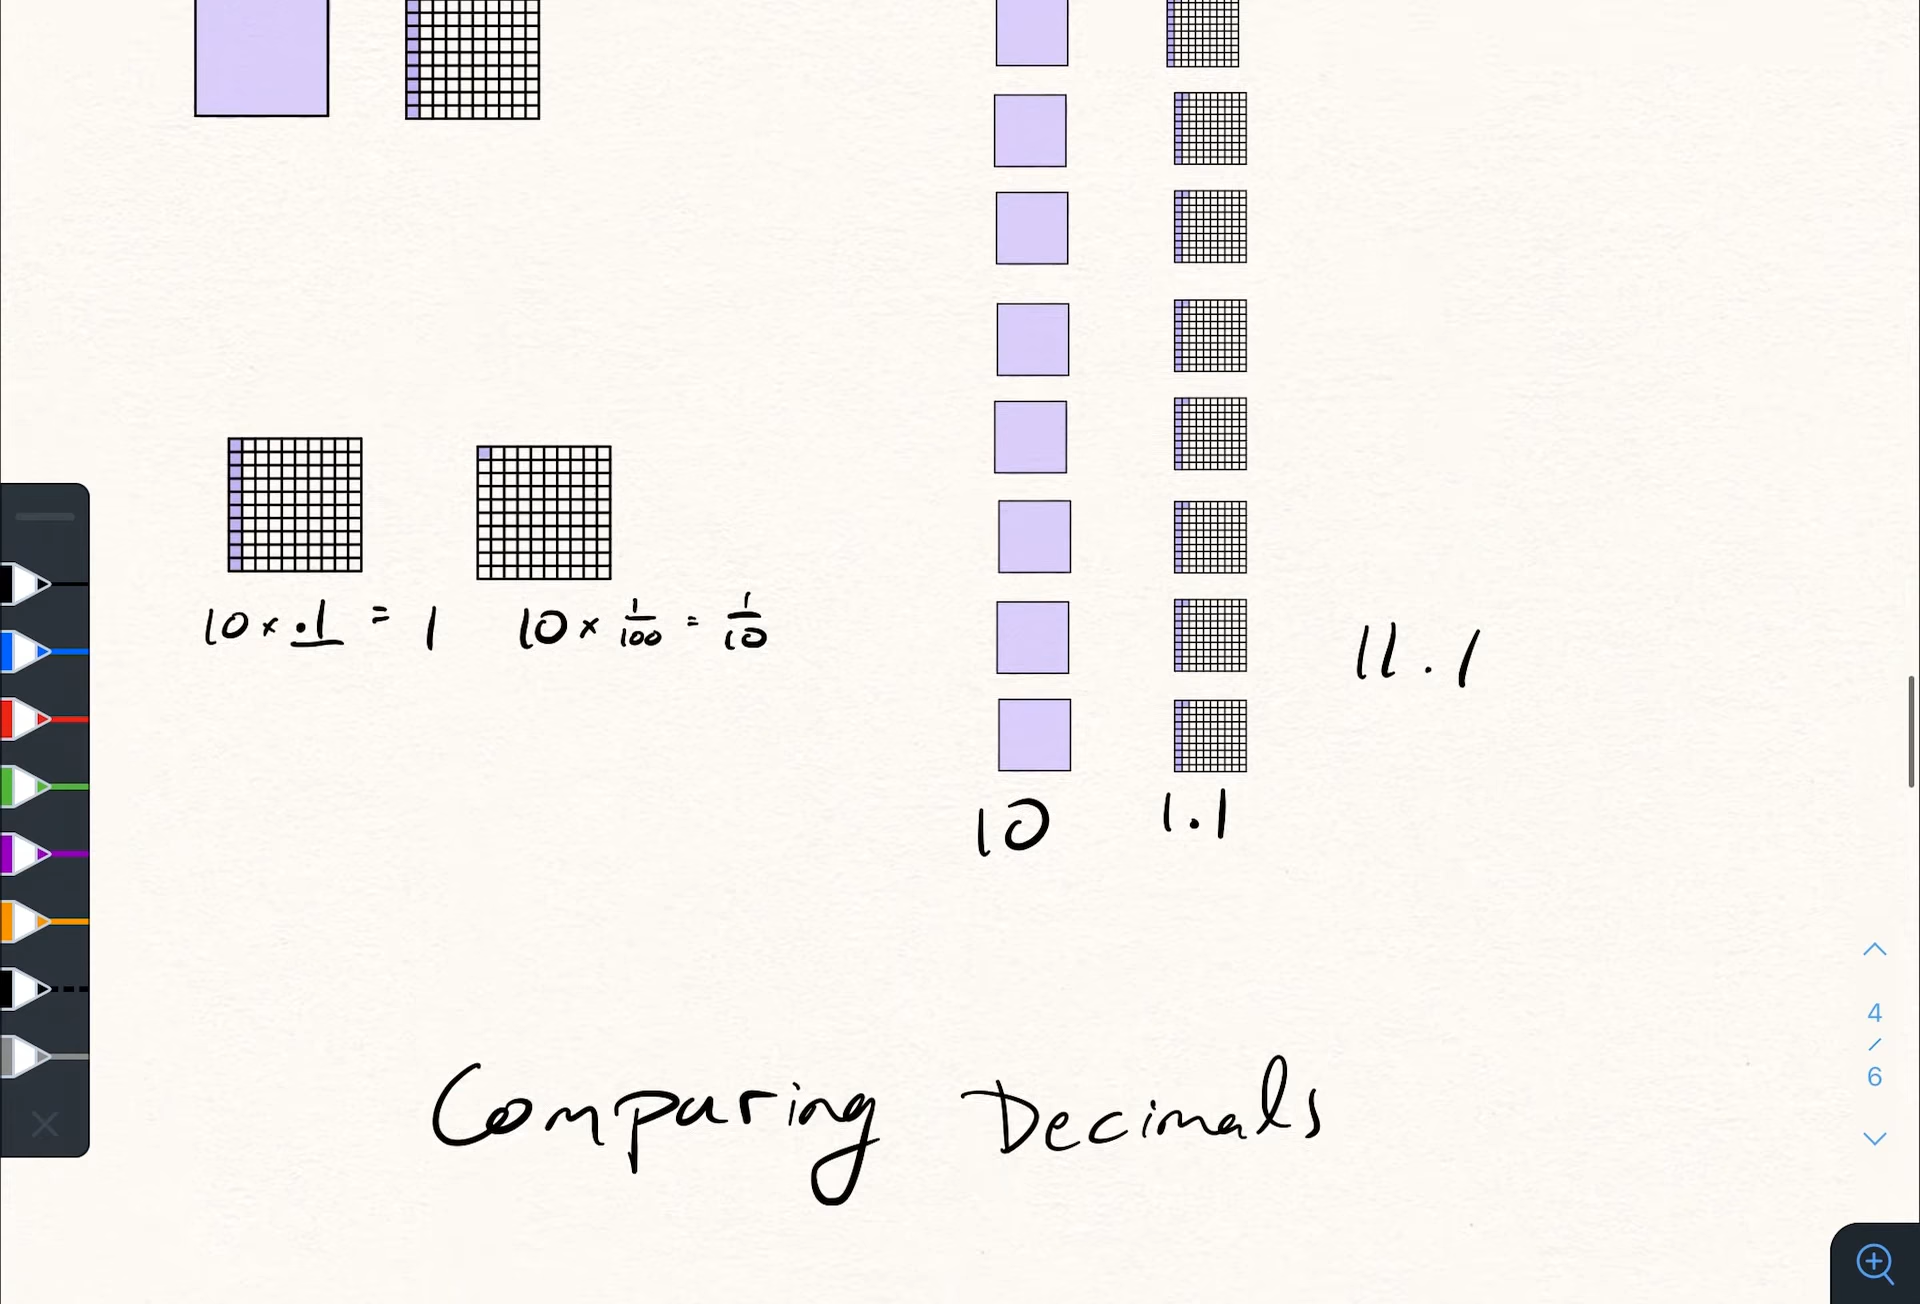 10 × .1 = 1
10 × 1/100 = 1/10
11.1
10
1.1
4
/
6
Comparing Decimals